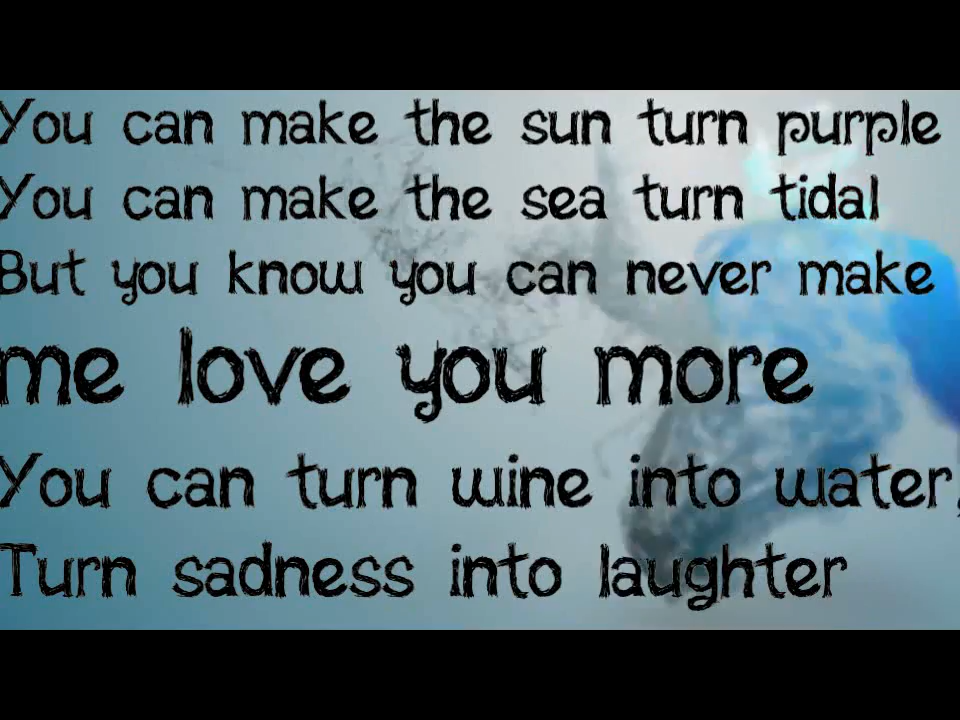 You can make the sun turn purple
You can make the sea turn tidal
But you know you can never make
me love you more
You can turn wine into water,
Turn sadness into laughter